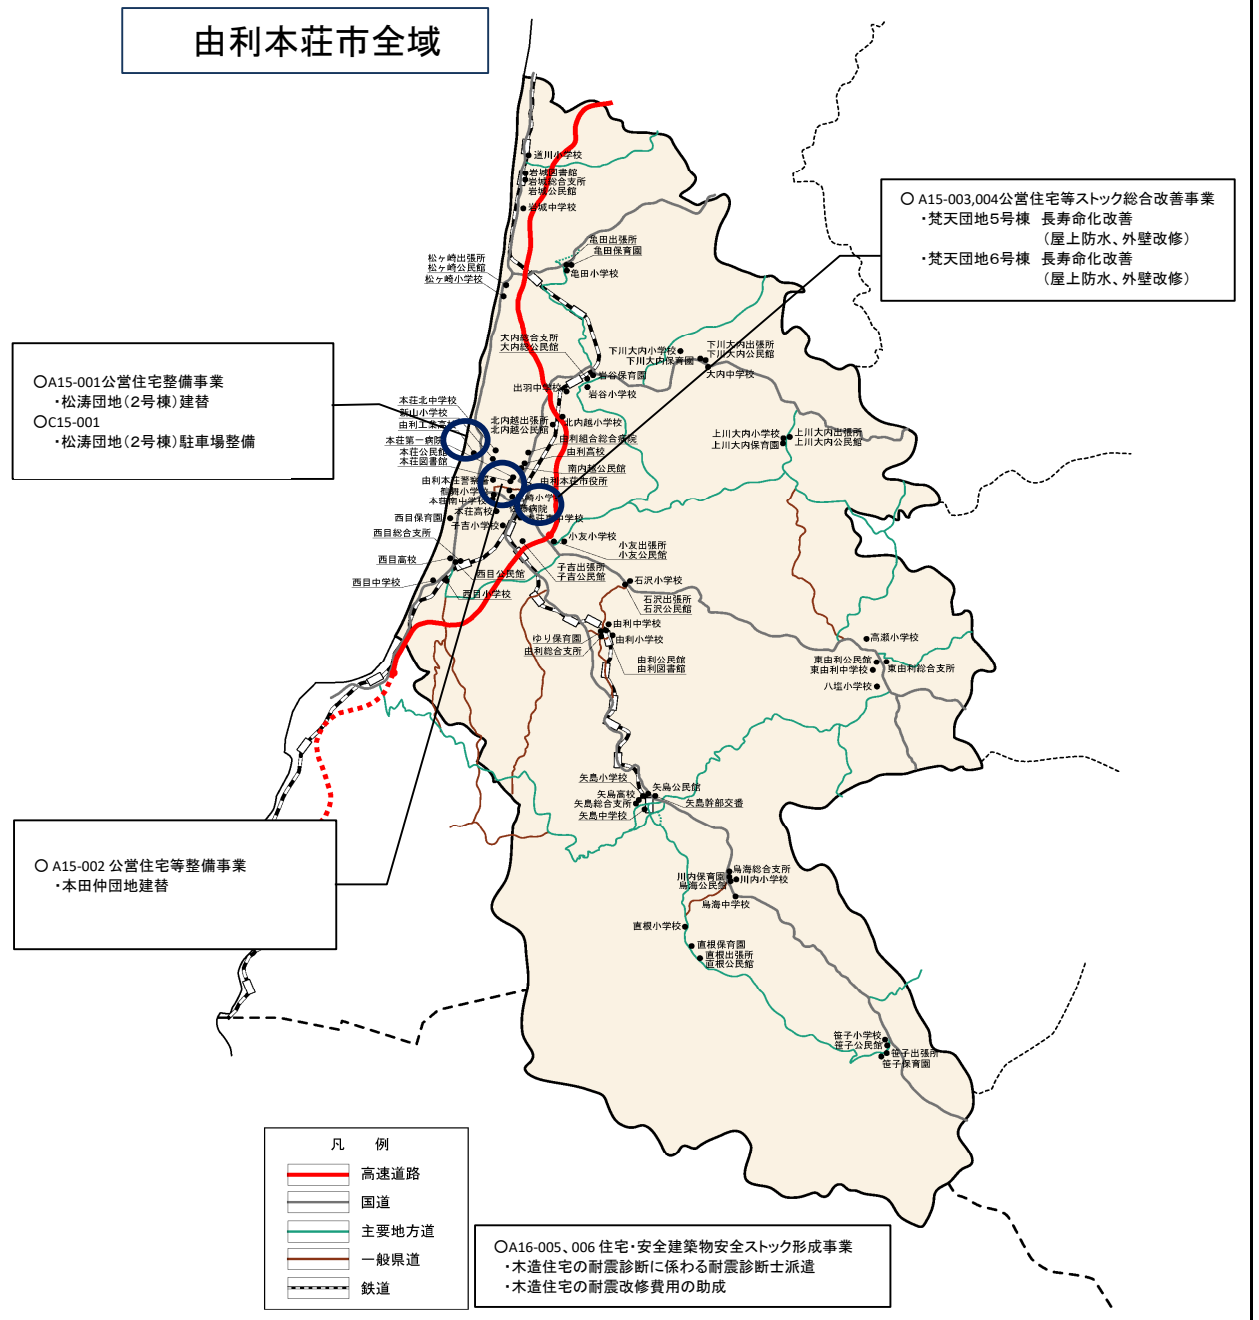 由利本荘市全域
〇 A15-003,004公営住宅等ストック総合改善事業
・梵天団地5号棟　長寿命化改善
（屋上防水、外壁改修）
・梵天団地6号棟　長寿命化改善
（屋上防水、外壁改修）
〇A15-001公営住宅整備事業
・松涛団地（2号棟）建替
〇C15-001
・松涛団地（2号棟）駐車場整備
〇 A15-002 公営住宅等整備事業
・本田仲団地建替
〇A16-005、006 住宅・安全建築物安全ストック形成事業
・木造住宅の耐震診断に係わる耐震診断士派遣
・木造住宅の耐震改修費用の助成
道川小学校
岩城図書館
岩城総合支所
岩城公民館
岩城中学校
亀田出張所
亀田保育園
亀田小学校
松ヶ崎出張所
松ヶ崎公民館
松ヶ崎小学校
大内総合支所
大内総公民館
下川大内小学校
下川大内保育園
下川大内出張所
下川大内公民館
大内中学校
岩谷保育園
出羽中学校
岩谷小学校
本荘北中学校
新山小学校
由利工業高校
北内越出張所
北内越公民館
北内越小学校
上川大内小学校
上川大内保育園
上川大内出張所
上川大内公民館
本荘第一病院
本荘公民館
本荘図書館
由利組合総合病院
由利高校
南内越公民館
由利本荘警察署
由利本荘市役所
鶴舞小学校
本荘南中学校
本荘高校
西目保育園
子吉小学校
西目総合支所
小友小学校
小友出張所
小友公民館
西目高校
西目公民館
子吉出張所
子吉公民館
西目中学校
西目小学校
石沢小学校
石沢出張所
石沢公民館
由利中学校
ゆり保育園
由利小学校
由利総合支所
由利公民館
由利図書館
高瀬小学校
東由利公民館
東由利中学校
東由利総合支所
八塩小学校
矢島小学校
矢島高校
矢島公民館
矢島総合支所
矢島幹部交番
矢島中学校
鳥海総合支所
川内保育園
川内小学校
鳥海公民館
鳥海中学校
直根小学校
直根保育園
直根出張所
直根公民館
笹子小学校
笹子公民館
笹子出張所
笹子保育園
凡　例
高速道路
国道
主要地方道
一般県道
鉄道